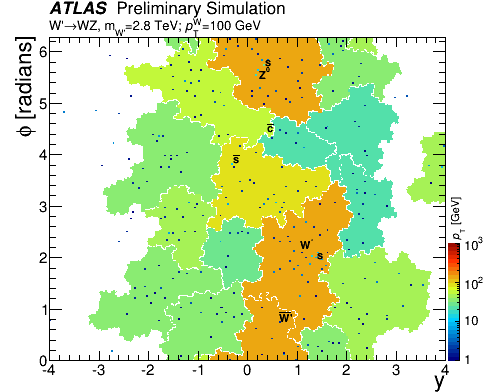 ATLAS Preliminary Simulation
W'→WZ, m_W'=2.8 TeV; p_T^W=100 GeV
ϕ [radians]
6
5
4
3
2
1
0
s
Z⁰
c̄
s̄
W
s
W̄
p_T [GeV]
10³
10²
10
1
-4 -3 -2 -1 0 1 2 3 4
y